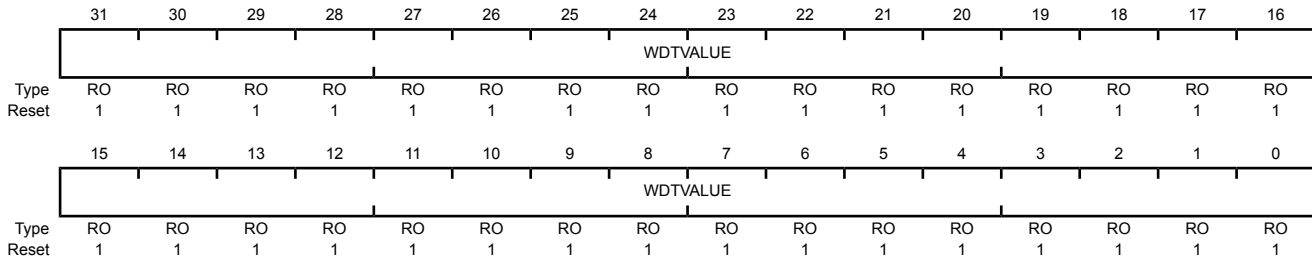 31 30 29 28 27 26 25 24 23 22 21 20 19 18 17 16
WDTVALUE
Type RO RO RO RO RO RO RO RO RO RO RO RO RO RO RO RO
Reset 1 1 1 1 1 1 1 1 1 1 1 1 1 1 1 1
15 14 13 12 11 10 9 8 7 6 5 4 3 2 1 0
WDTVALUE
Type RO RO RO RO RO RO RO RO RO RO RO RO RO RO RO RO
Reset 1 1 1 1 1 1 1 1 1 1 1 1 1 1 1 1